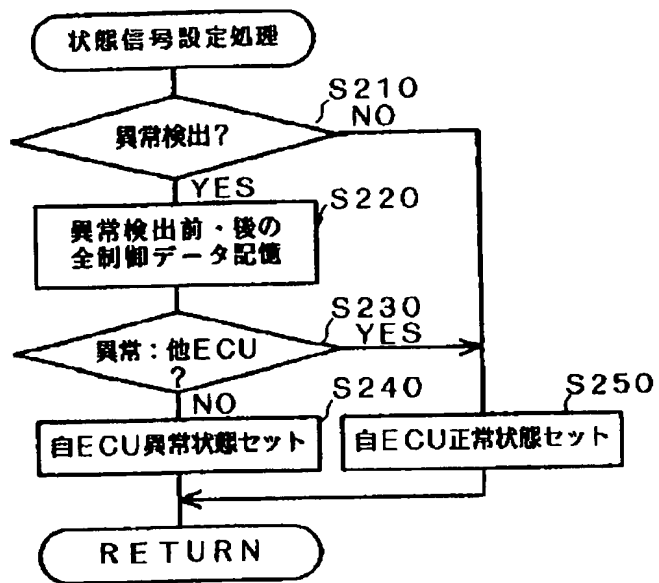 状態信号設定処理
S210
異常検出?
NO
YES
S220
異常検出前・後の
全制御データ記憶
S230
異常:他ECU
?
YES
NO
S240
自ECU異常状態セット
S250
自ECU正常状態セット
RETURN